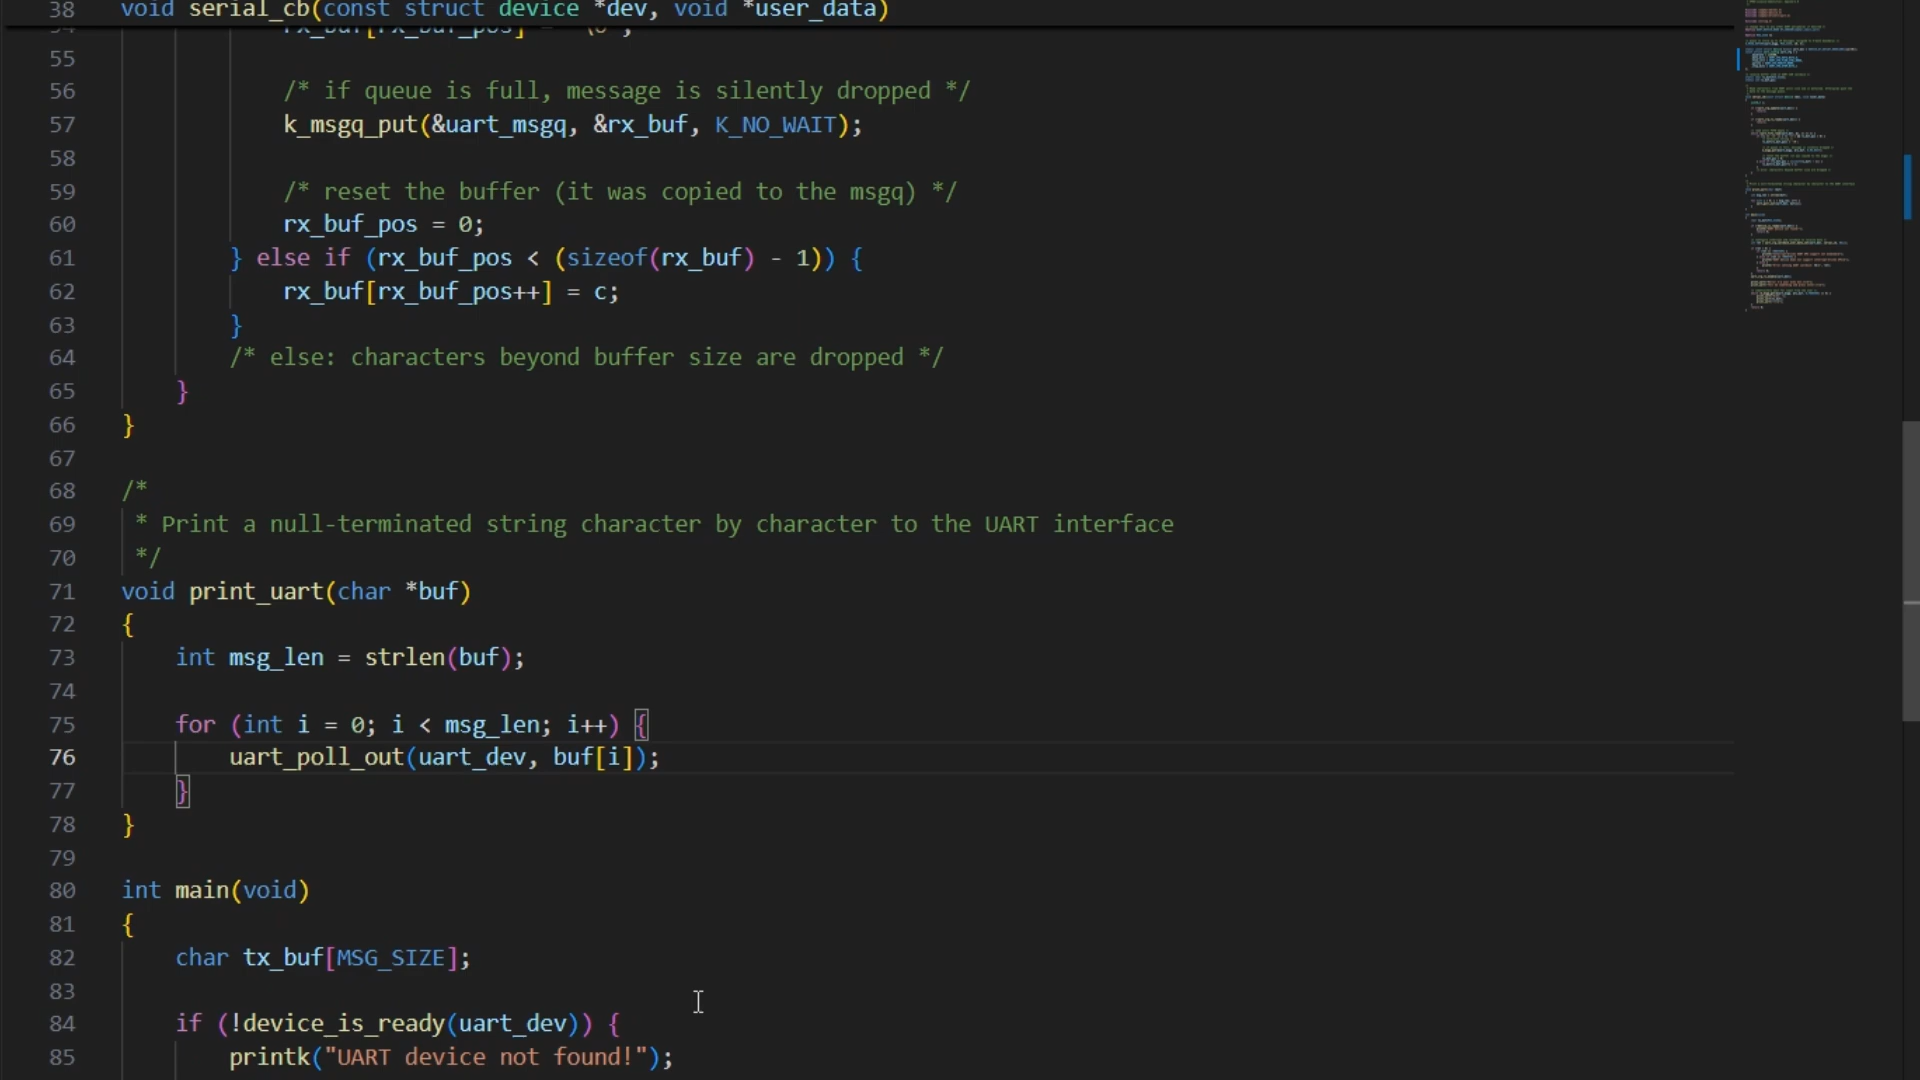 38 void serial_cb(const struct device *dev, void *user_data)
54 rx_buf[rx_buf_pos] = '\0';
55
56 /* if queue is full, message is silently dropped */
57 k_msgq_put(&uart_msgq, &rx_buf, K_NO_WAIT);
58
59 /* reset the buffer (it was copied to the msgq) */
60 rx_buf_pos = 0;
61 } else if (rx_buf_pos < (sizeof(rx_buf) - 1)) {
62 rx_buf[rx_buf_pos++] = c;
63 }
64 /* else: characters beyond buffer size are dropped */
65 }
66 }
67
68 /*
69 * Print a null-terminated string character by character to the UART interface
70 */
71 void print_uart(char *buf)
72 {
73 int msg_len = strlen(buf);
74
75 for (int i = 0; i < msg_len; i++) {
76 uart_poll_out(uart_dev, buf[i]);
77 }
78 }
79
80 int main(void)
81 {
82 char tx_buf[MSG_SIZE];
83
84 if (!device_is_ready(uart_dev)) {
85 printk("UART device not found!");